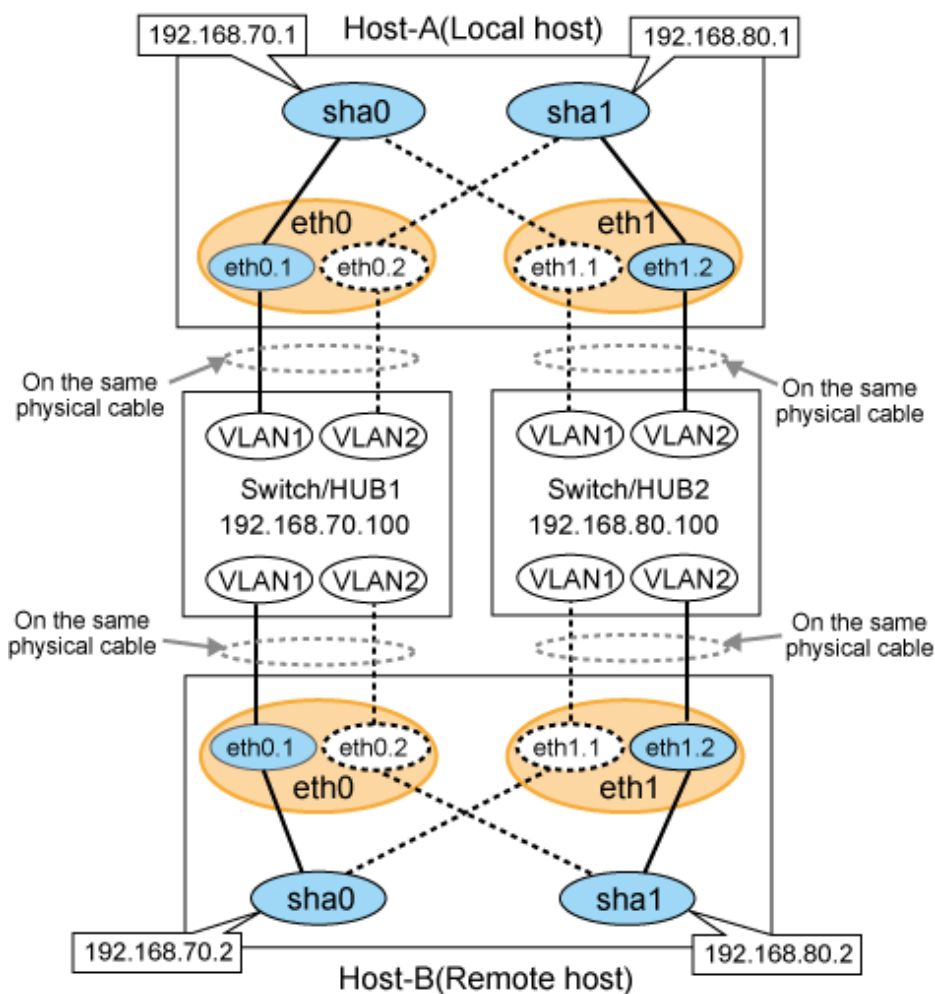 192.168.70.1
Host-A(Local host)
192.168.80.1
sha0
sha1
eth0
eth1
eth0.1
eth0.2
eth1.1
eth1.2
On the same
physical cable
On the same
physical cable
VLAN1
VLAN2
VLAN1
VLAN2
Switch/HUB1
192.168.70.100
Switch/HUB2
192.168.80.100
VLAN1
VLAN2
VLAN1
VLAN2
On the same
physical cable
On the same
physical cable
eth0.1
eth0.2
eth1.1
eth1.2
eth0
eth1
sha0
sha1
192.168.70.2
192.168.80.2
Host-B(Remote host)